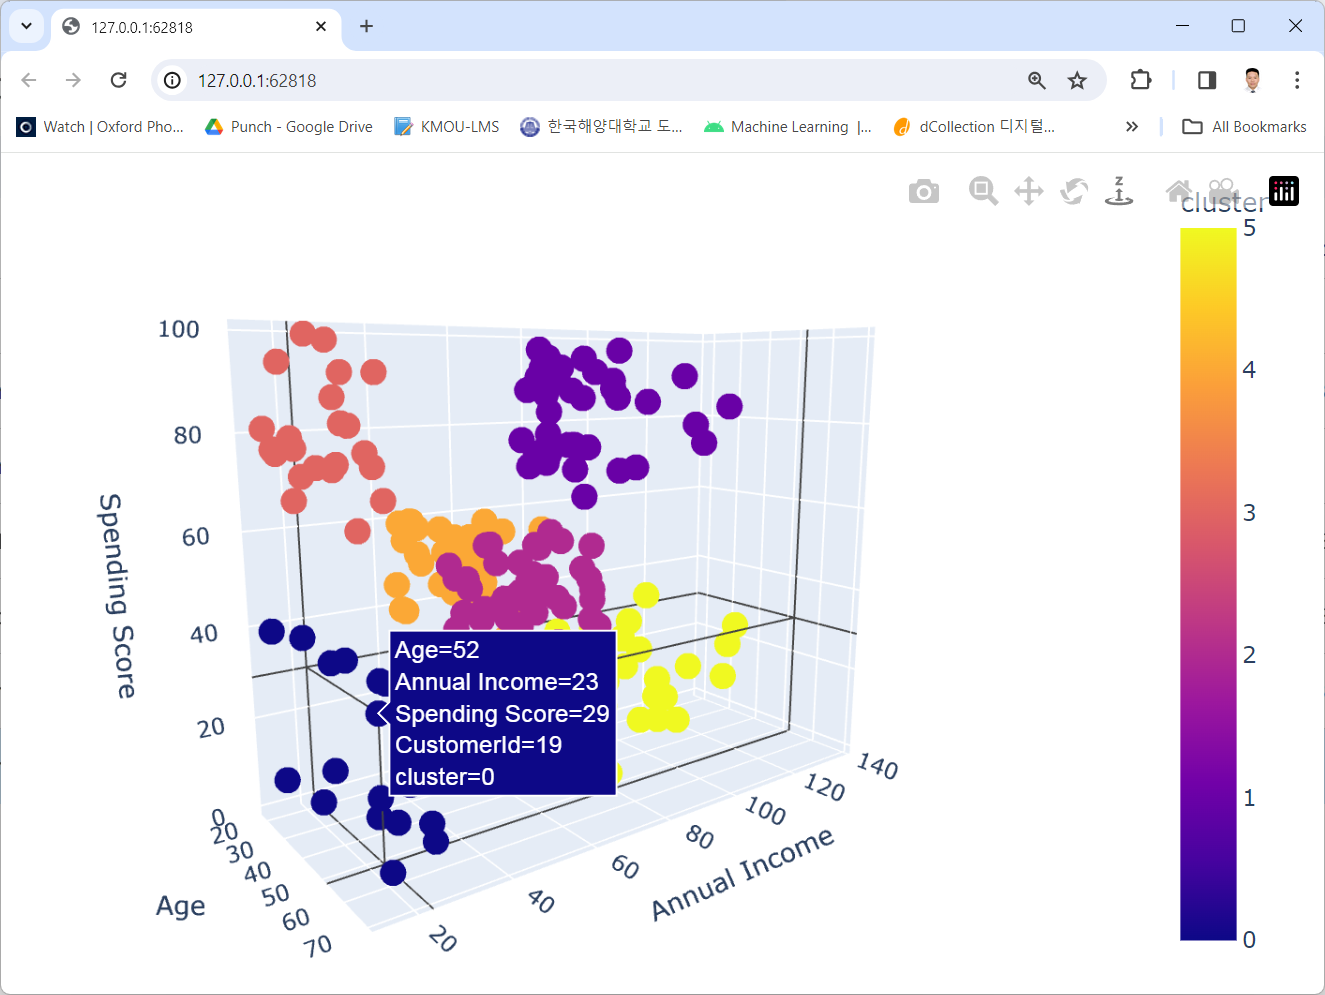 127.0.0.1:62818
127.0.0.1:62818
Watch | Oxford Pho...
Punch - Google Drive
KMOU-LMS
한국해양대학교 도...
Machine Learning |...
dCollection 디지털...
All Bookmarks
z
cluster
5
4
3
2
1
0
100
80
60
40
20
0
Spending Score
Age=52
Annual Income=23
Spending Score=29
CustomerId=19
cluster=0
20
30
40
50
60
70
Age
20
40
60
80
100
120
140
Annual Income